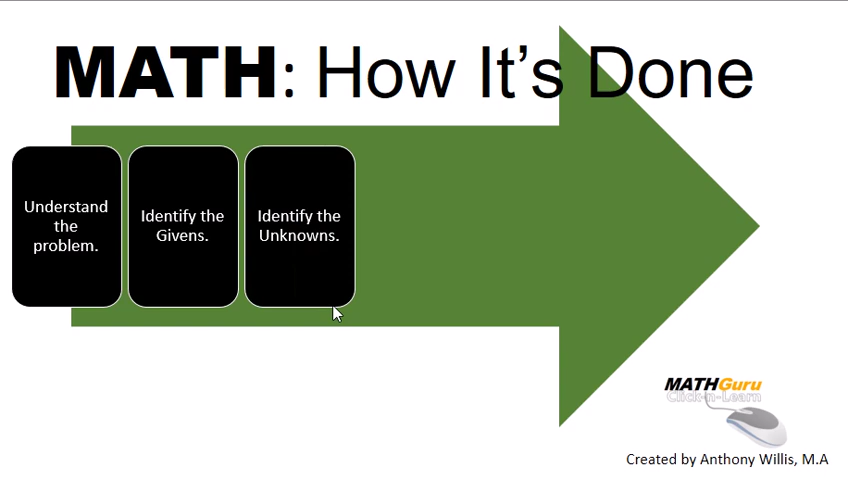 MATH: How It's Done
Understand
the
problem.
Identify the
Givens.
Identify the
Unknowns.
MATHGuru
Click-n-Learn
Created by Anthony Willis, M.A